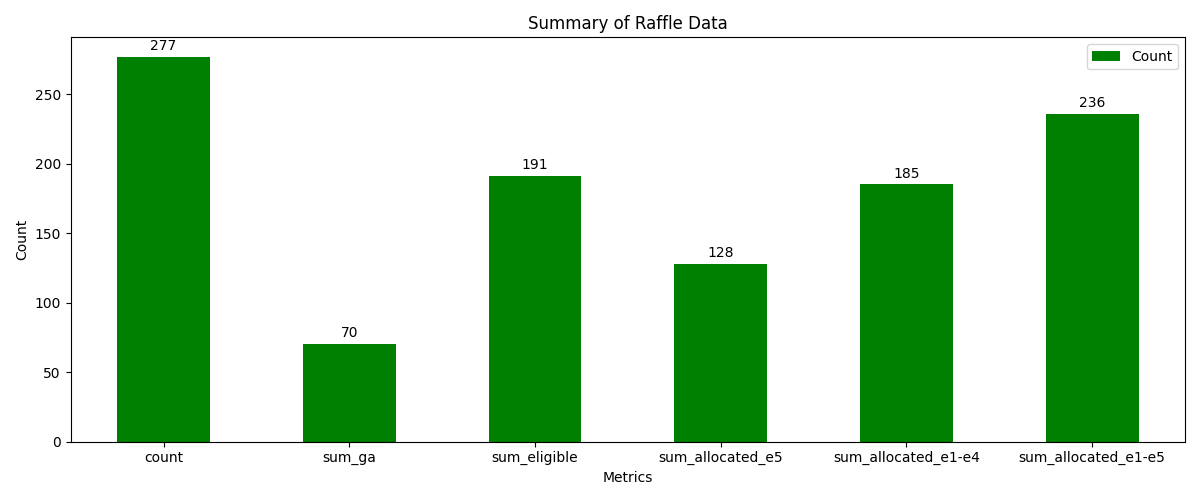 Summary of Raffle Data
Count
277
70
191
128
185
236
250
200
150
100
50
0
Count
count
sum_ga
sum_eligible
sum_allocated_e5
sum_allocated_e1-e4
sum_allocated_e1-e5
Metrics